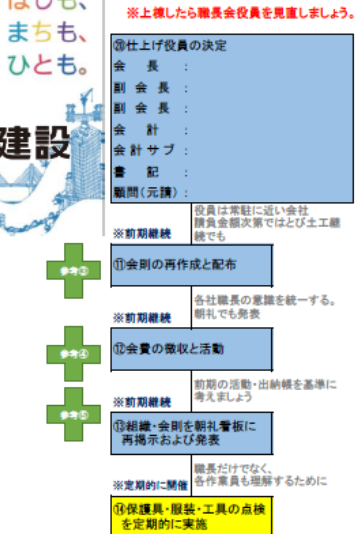 ※上棟したら職長会役員を見直しましょう。
はしも、
まちも、
ひとも。
建設
⑳仕上げ役員の決定
会　長　：
副 会 長 ：
副 会 長 ：
会　計　：
会計サブ：
書　記　：
顧問(元請)：
役員は常駐に近い会社
請負金額次第ではとび土工継
続でも
※前期継続
参考③
⑪会則の再作成と配布
各社職長の意識を統一する。
朝礼でも発表
※前期継続
参考④
⑫会費の徴収と活動
前期の活動・出納帳を基準に
考えましょう
※前期継続
参考⑤
⑬組織・会則を朝礼看板に
再掲示および発表
職長だけでなく、
各作業員も理解するために
※定期的に開催
⑭保護具・服装・工具の点検
を定期的に実施